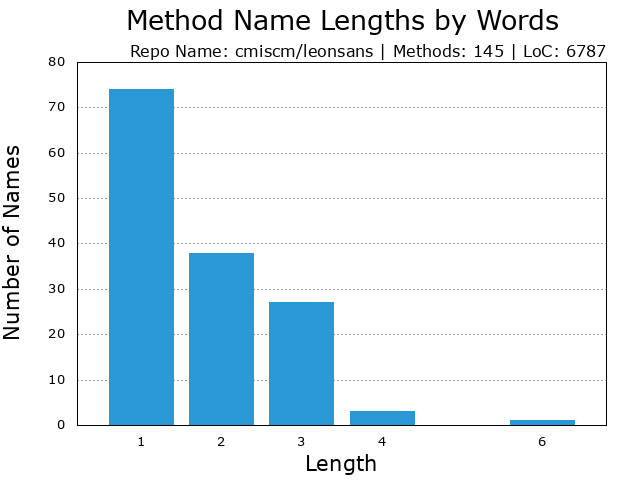 Method Name Lengths by Words
Repo Name: cmiscm/leonsans | Methods: 145 | LoC: 6787
Number of Names
80
70
60
50
40
30
20
10
0
1 2 3 4 6
Length